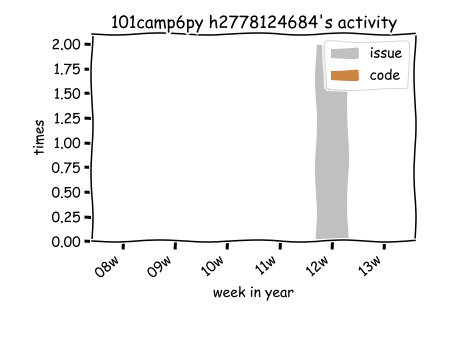 101camp6py h2778124684's activity
2.00
1.75
1.50
1.25
1.00
0.75
0.50
0.25
0.00
times
issue
code
08w
09w
10w
11w
12w
13w
week in year